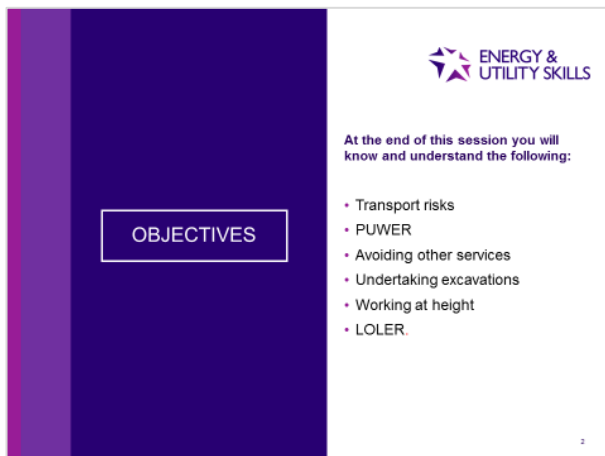 ENERGY &
UTILITY SKILLS
At the end of this session you will
know and understand the following:
OBJECTIVES
• Transport risks
• PUWER
• Avoiding other services
• Undertaking excavations
• Working at height
• LOLER.
2